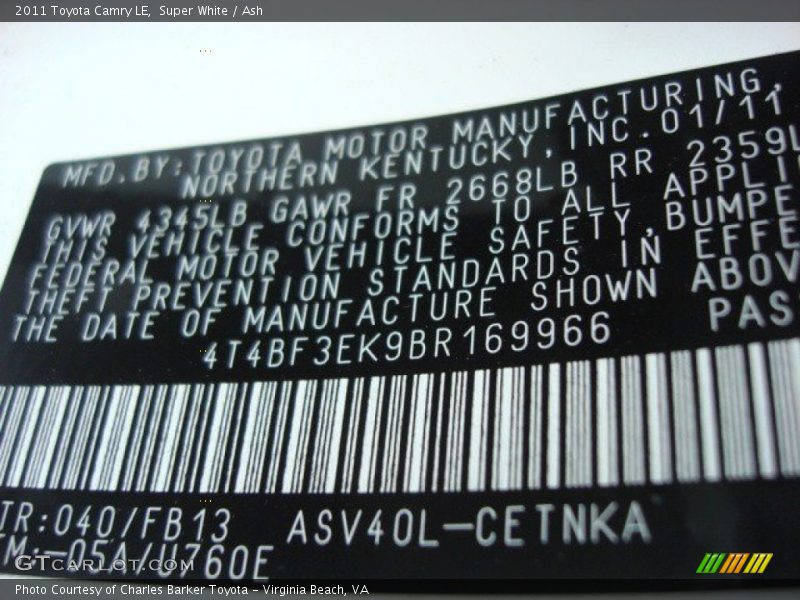 2011 Toyota Camry LE, Super White / Ash
MFD.BY:TOYOTA MOTOR MANUFACTURING,
NORTHERN KENTUCKY, INC. 01/11
GVWR 4345LB GAWR FR 2668LB RR 2359L
THIS VEHICLE CONFORMS TO ALL APPLI
FEDERAL MOTOR VEHICLE SAFETY, BUMPE
THEFT PREVENTION STANDARDS IN EFFE
THE DATE OF MANUFACTURE SHOWN ABOV
4T4BF3EK9BR169966 PAS
TR:040/FB13 ASV40L-CETNKA
TM:-05A/U760E
GTCARLOT.COM
Photo Courtesy of Charles Barker Toyota - Virginia Beach, VA